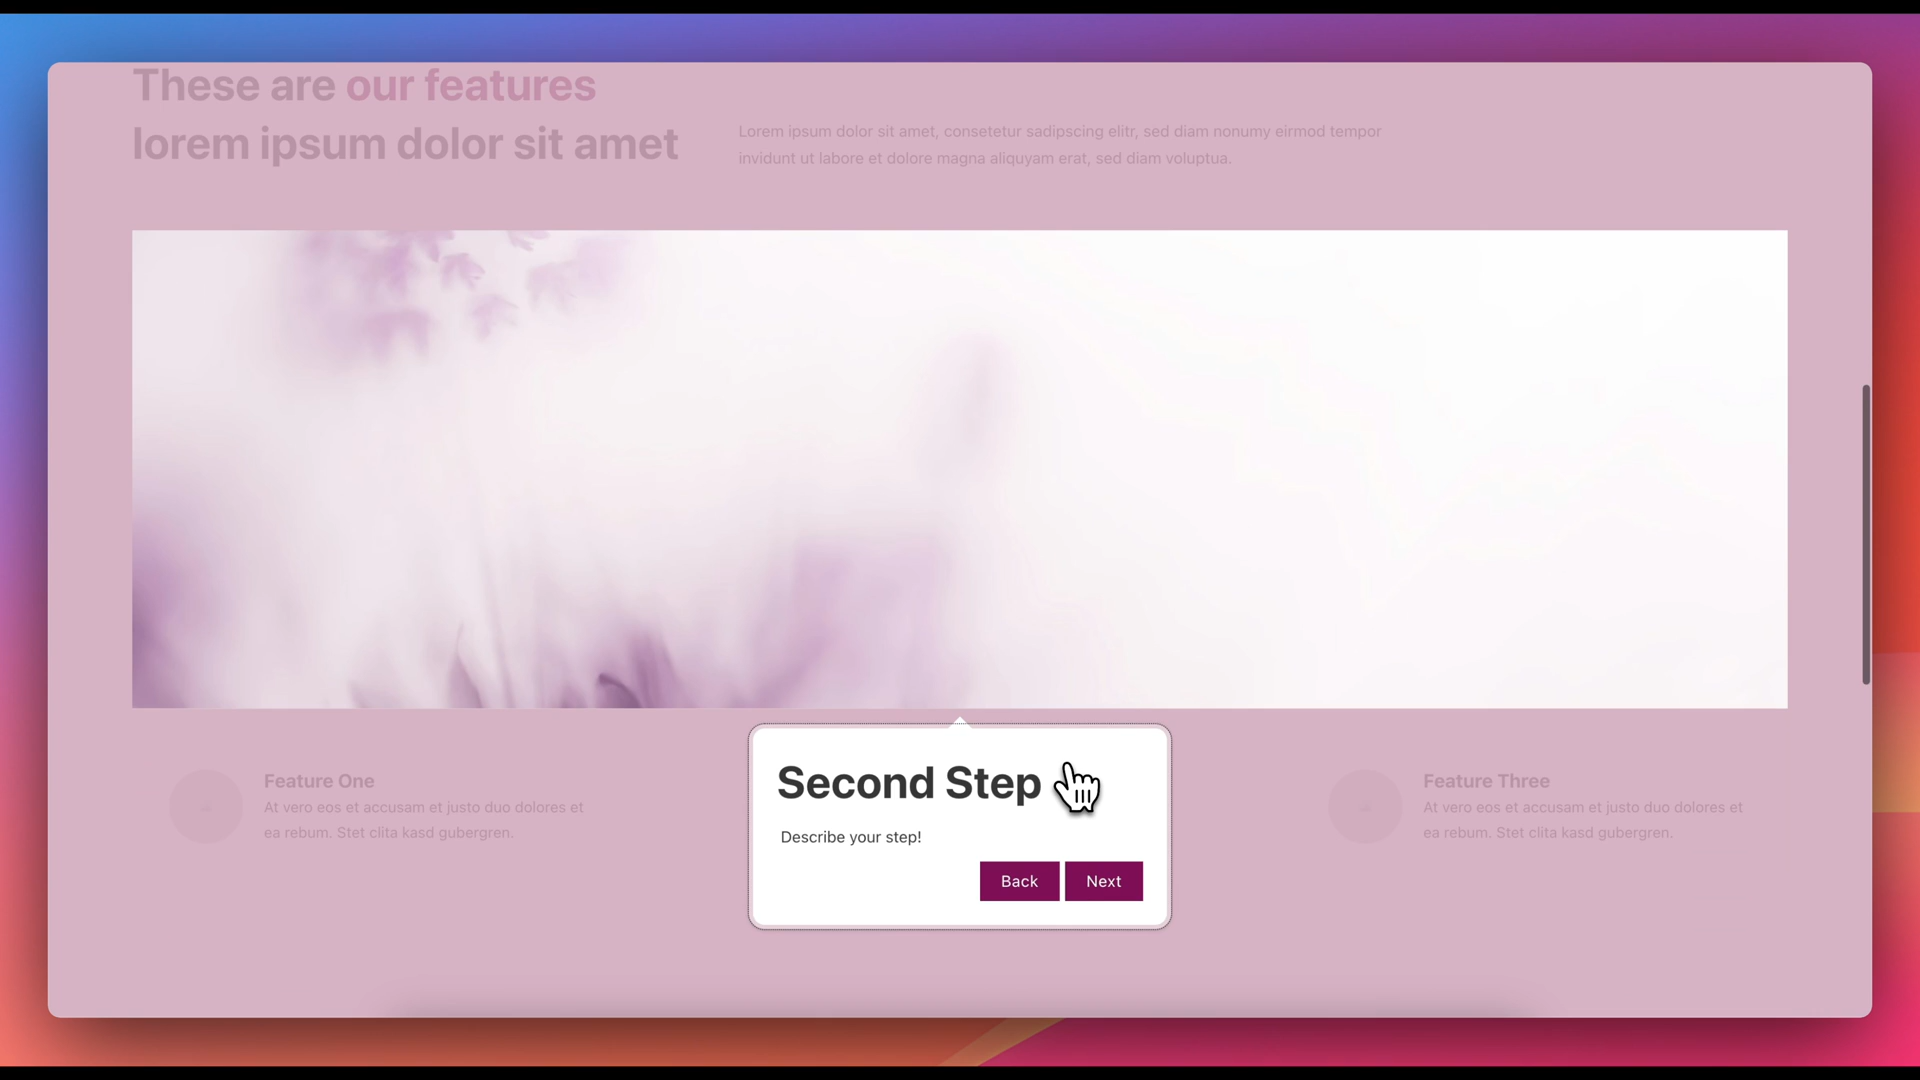 These are our features
lorem ipsum dolor sit amet
Lorem ipsum dolor sit amet, consetetur sadipscing elitr, sed diam nonumy eirmod tempor
invidunt ut labore et dolore magna aliquyam erat, sed diam voluptua.
Feature One
At vero eos et accusam et justo duo dolores et
ea rebum. Stet clita kasd gubergren.
Second Step
Describe your step!
Back
Next
Feature Three
At vero eos et accusam et justo duo dolores et
ea rebum. Stet clita kasd gubergren.